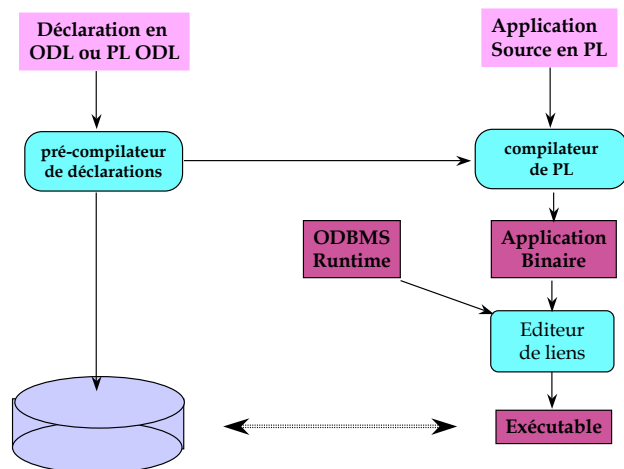 Déclaration en
ODL ou PL ODL
Application
Source en PL
pré-compilateur
de déclarations
compilateur
de PL
ODBMS
Runtime
Application
Binaire
Editeur
de liens
Exécutable